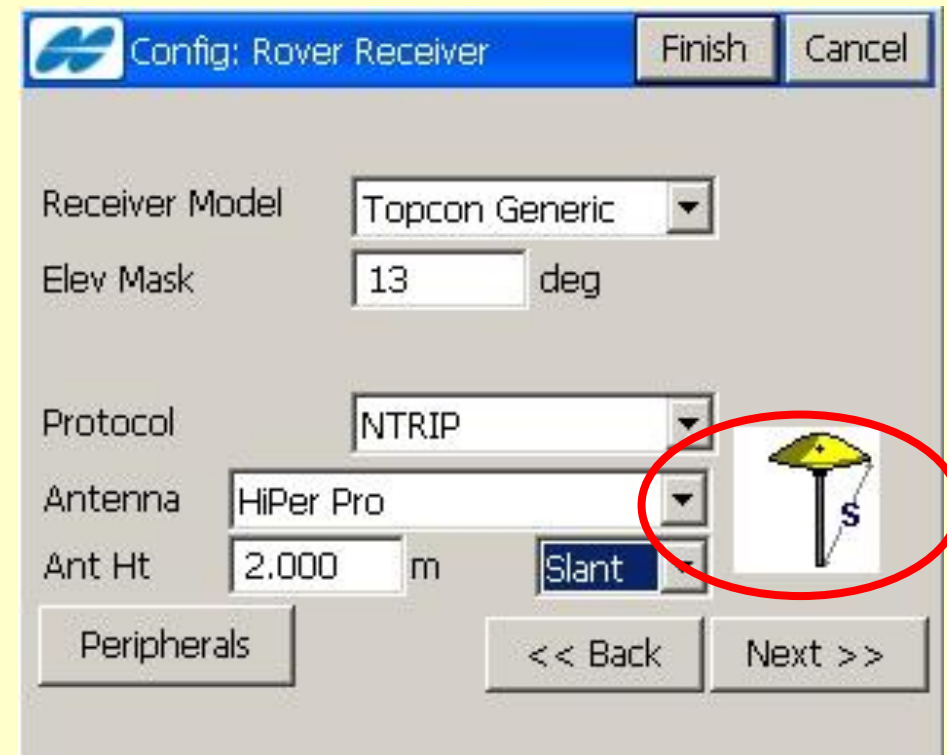 Config: Rover Receiver Finish Cancel
Receiver Model Topcon Generic
Elev Mask 13 deg
Protocol NTRIP
Antenna HiPer Pro
S
Ant Ht 2.000 m Slant
Peripherals << Back Next >>